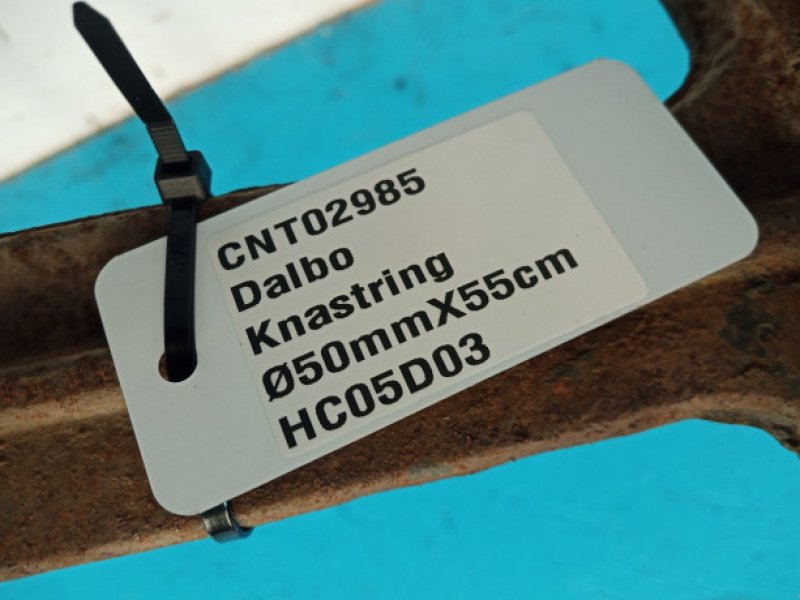 CNT02985
Dalbo
Knastring
Ø50mmX55cm
HC05D03